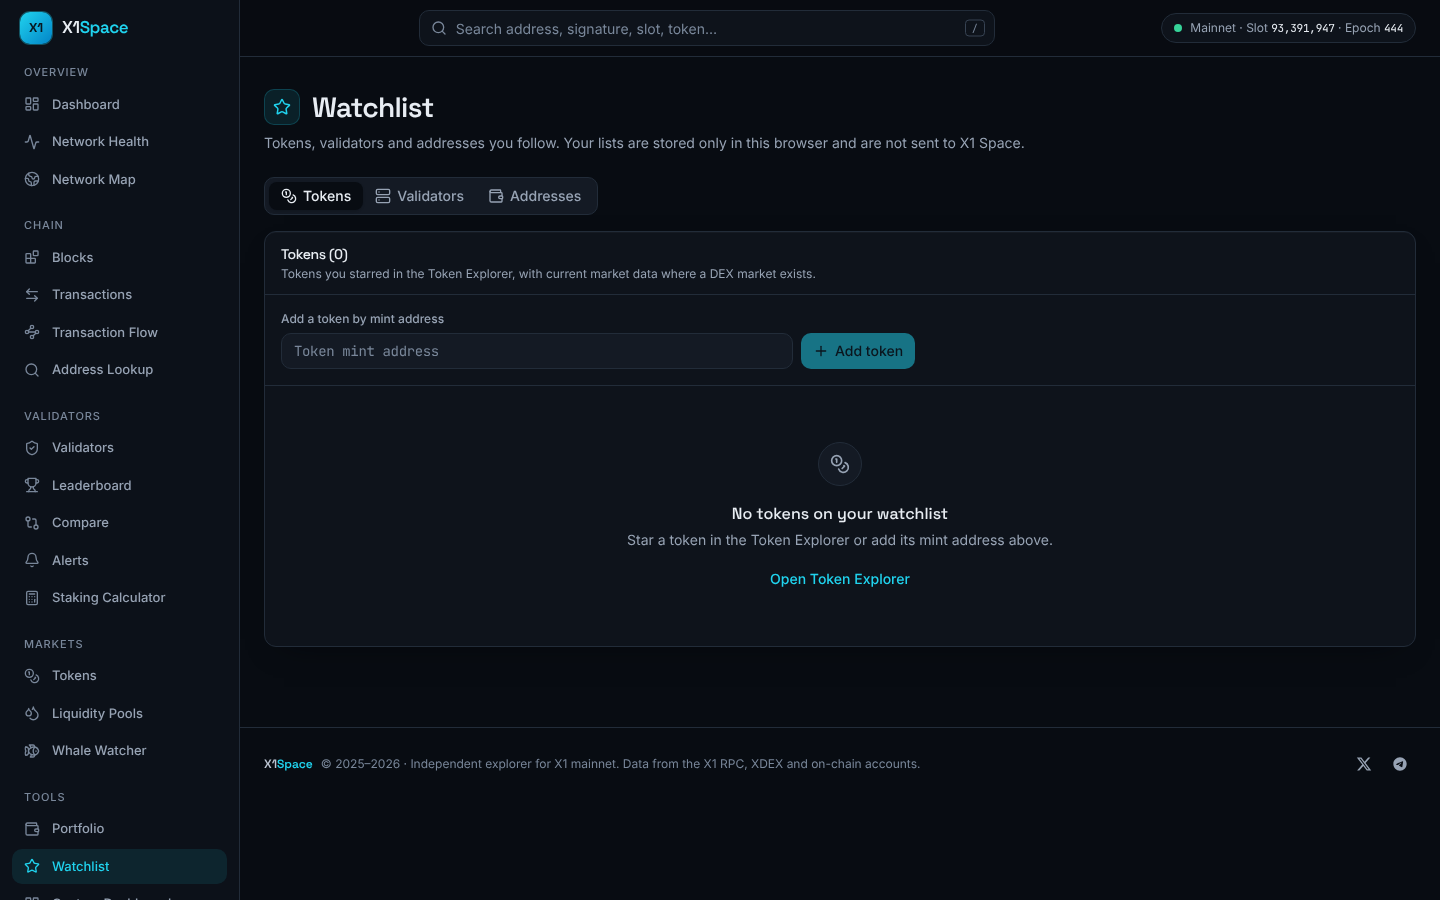 X1
X1Space
Search address, signature, slot, token...
/
Mainnet · Slot 93,391,947 · Epoch 444
OVERVIEW
Dashboard
Network Health
Network Map
CHAIN
Blocks
Transactions
Transaction Flow
Address Lookup
VALIDATORS
Validators
Leaderboard
Compare
Alerts
Staking Calculator
MARKETS
Tokens
Liquidity Pools
Whale Watcher
TOOLS
Portfolio
Watchlist
Watchlist
Tokens, validators and addresses you follow. Your lists are stored only in this browser and are not sent to X1 Space.
Tokens
Validators
Addresses
Tokens (0)
Tokens you starred in the Token Explorer, with current market data where a DEX market exists.
Add a token by mint address
Token mint address
Add token
No tokens on your watchlist
Star a token in the Token Explorer or add its mint address above.
Open Token Explorer
X1Space © 2025–2026 · Independent explorer for X1 mainnet. Data from the X1 RPC, XDEX and on-chain accounts.